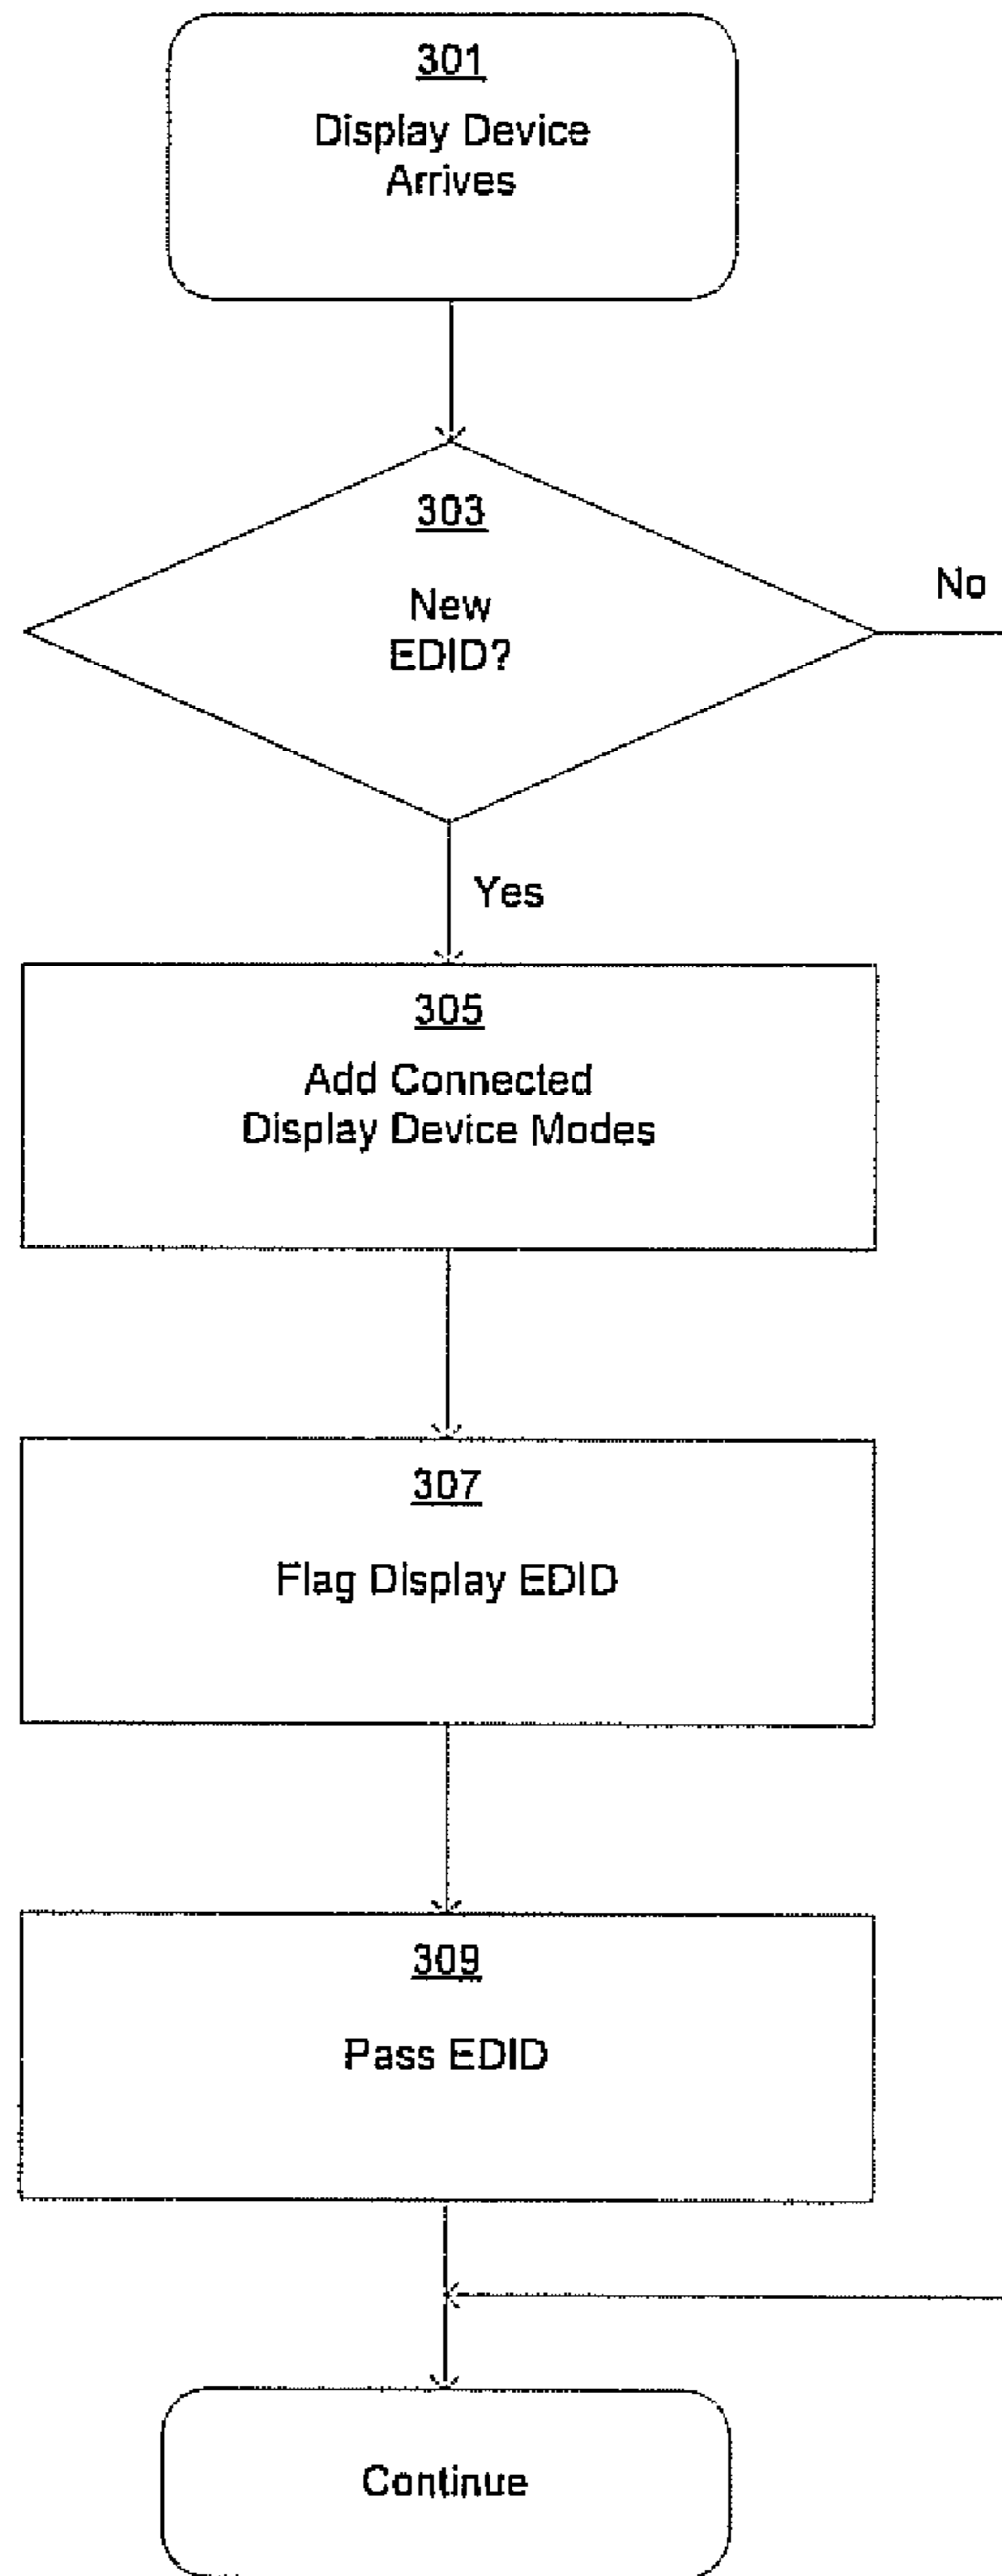 301
Display Device
Arrives
303
New
EDID?
No
Yes
305
Add Connected
Display Device Modes
307
Flag Display EDID
309
Pass EDID
Continue